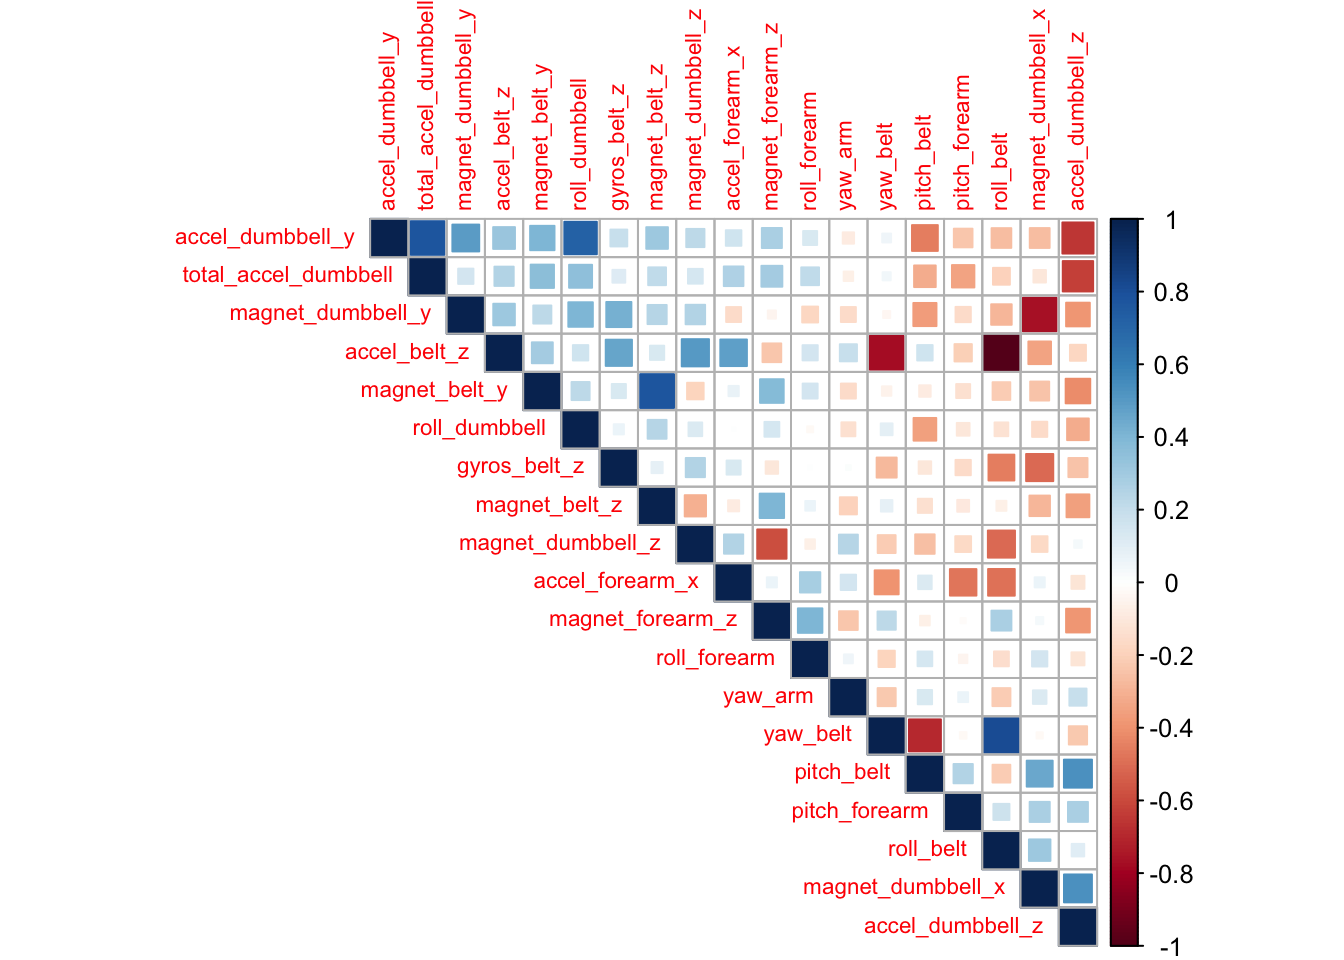 accel_dumbbell_y
total_accel_dumbbell
magnet_dumbbell_y
accel_belt_z
magnet_belt_y
roll_dumbbell
gyros_belt_z
magnet_belt_z
magnet_dumbbell_z
accel_forearm_x
magnet_forearm_z
roll_forearm
yaw_arm
yaw_belt
pitch_belt
pitch_forearm
roll_belt
magnet_dumbbell_x
accel_dumbbell_z
accel_dumbbell_y
total_accel_dumbbell
magnet_dumbbell_y
accel_belt_z
magnet_belt_y
roll_dumbbell
gyros_belt_z
magnet_belt_z
magnet_dumbbell_z
accel_forearm_x
magnet_forearm_z
roll_forearm
yaw_arm
yaw_belt
pitch_belt
pitch_forearm
roll_belt
magnet_dumbbell_x
accel_dumbbell_z
1
0.8
0.6
0.4
0.2
0
-0.2
-0.4
-0.6
-0.8
-1